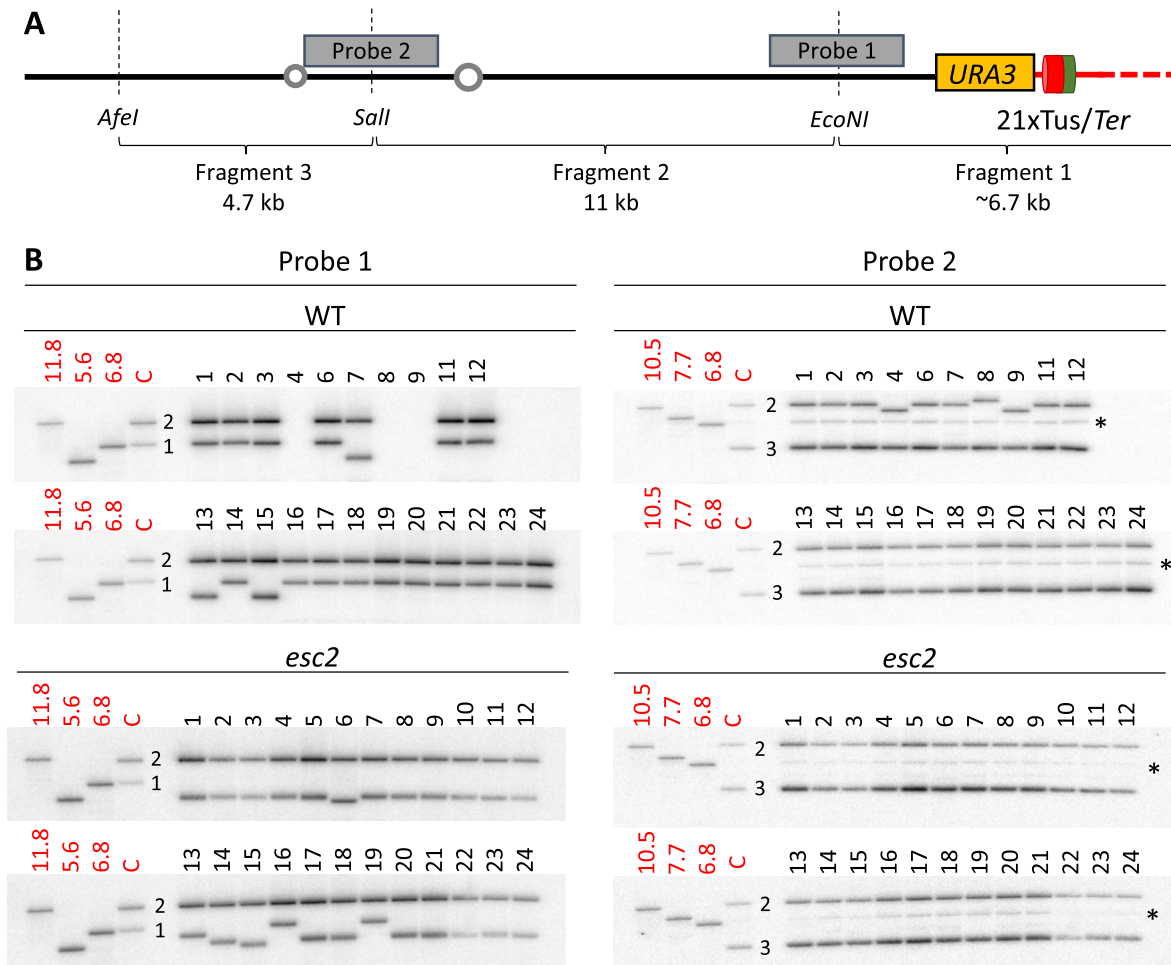 A
Probe 2
Probe 1
URA3
AfeI
SalI
EcoNI
21xTus/Ter
Fragment 3
4.7 kb
Fragment 2
11 kb
Fragment 1
~6.7 kb
B
Probe 1
WT
11.8 5.6 6.8 C 1 2 3 4 6 7 8 9 11 12
2
1
11.8 5.6 6.8 C 13 14 15 16 17 18 19 20 21 22 23 24
2
1
esc2
11.8 5.6 6.8 C 1 2 3 4 5 6 7 8 9 10 11 12
2
1
11.8 5.6 6.8 C 13 14 15 16 17 18 19 20 21 22 23 24
2
1
Probe 2
WT
10.5 7.7 6.8 C 1 2 3 4 6 7 8 9 11 12
2
*
3
10.5 7.7 6.8 C 13 14 15 16 17 18 19 20 21 22 23 24
2
*
3
esc2
10.5 7.7 6.8 C 1 2 3 4 5 6 7 8 9 10 11 12
2
*
3
10.5 7.7 6.8 C 13 14 15 16 17 18 19 20 21 22 23 24
2
*
3